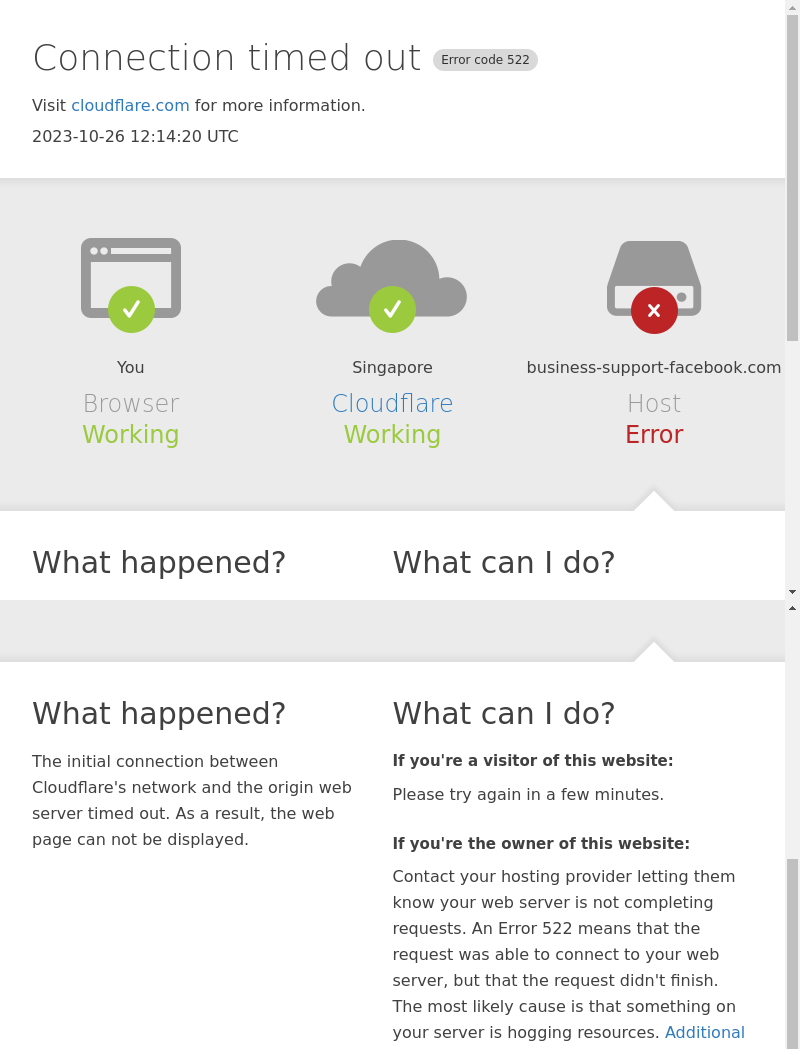 Connection timed out Error code 522
Visit cloudflare.com for more information.
2023-10-26 12:14:20 UTC
You
Browser
Working
Singapore
Cloudflare
Working
business-support-facebook.com
Host
Error
What happened?
What can I do?
What happened?
The initial connection between
Cloudflare's network and the origin web
server timed out. As a result, the web
page can not be displayed.
What can I do?
If you're a visitor of this website:
Please try again in a few minutes.
If you're the owner of this website:
Contact your hosting provider letting them
know your web server is not completing
requests. An Error 522 means that the
request was able to connect to your web
server, but that the request didn't finish.
The most likely cause is that something on
your server is hogging resources. Additional